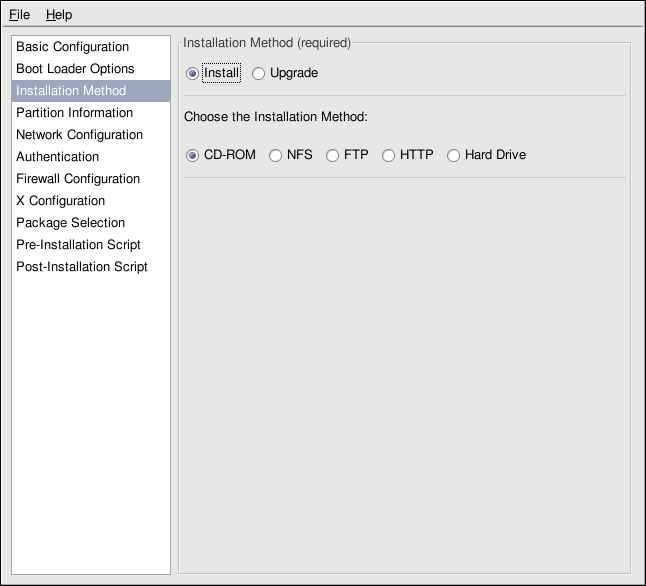 File Help
Basic Configuration
Boot Loader Options
Installation Method
Partition Information
Network Configuration
Authentication
Firewall Configuration
X Configuration
Package Selection
Pre-Installation Script
Post-Installation Script
Installation Method (required)
Install Upgrade
Choose the Installation Method:
CD-ROM NFS FTP HTTP Hard Drive